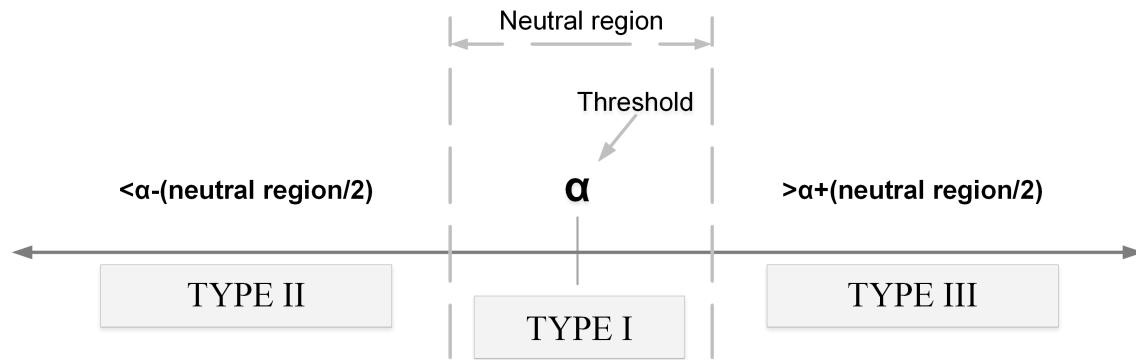 Neutral region
Threshold
<α-(neutral region/2)
α
>α+(neutral region/2)
TYPE II
TYPE I
TYPE III